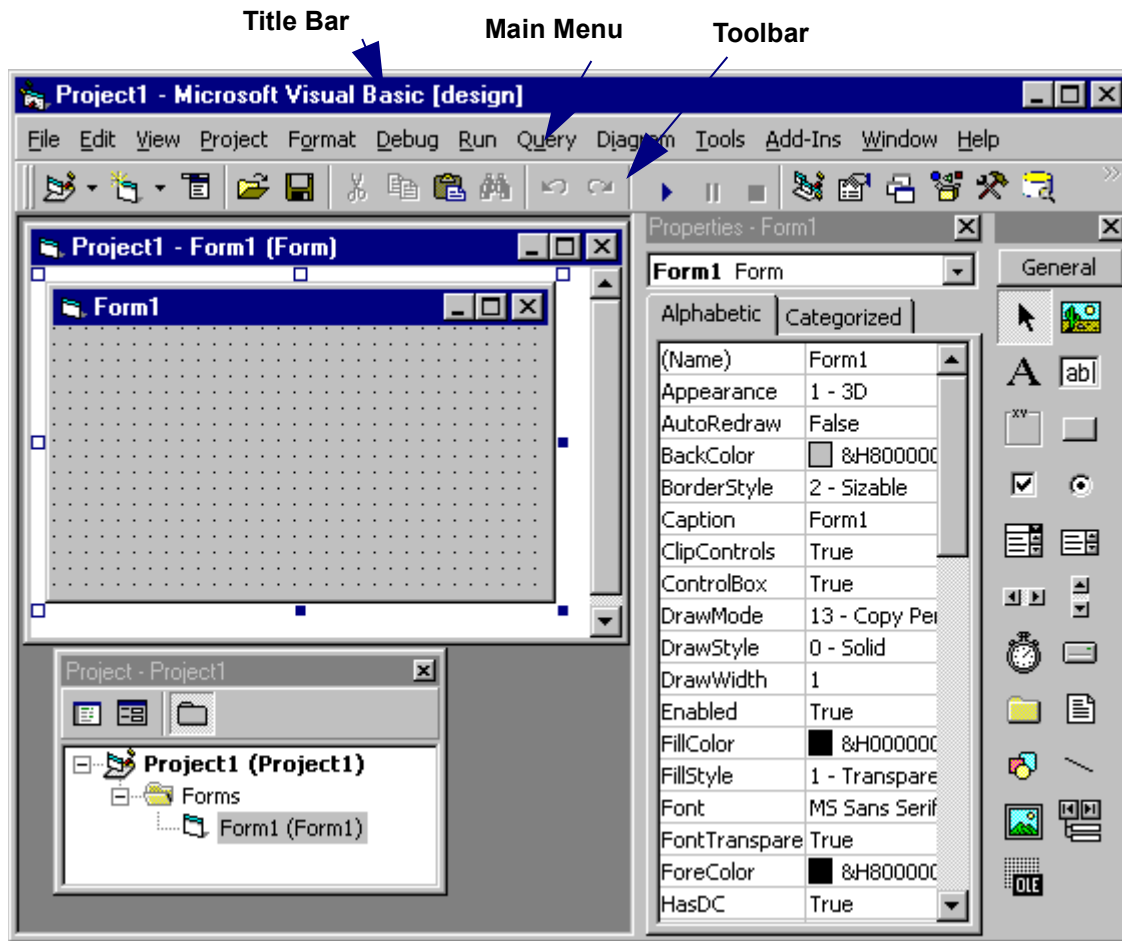 Title Bar
Main Menu
Toolbar
Project1 - Microsoft Visual Basic [design]
File Edit View Project Format Debug Run Query Diagram Tools Add-Ins Window Help
Project1 - Form1 (Form)
Form1
Properties - Form1
Form1 Form
Alphabetic Categorized
(Name) Form1
Appearance 1 - 3D
AutoRedraw False
BackColor &H800000
BorderStyle 2 - Sizable
Caption Form1
ClipControls True
ControlBox True
DrawMode 13 - Copy Pe
DrawStyle 0 - Solid
DrawWidth 1
Enabled True
FillColor &H000000
FillStyle 1 - Transpare
Font MS Sans Serif
FontTranspare True
ForeColor &H800000
HasDC True
General
A ab|
XY
OLE
Project - Project1
Project1 (Project1)
Forms
Form1 (Form1)